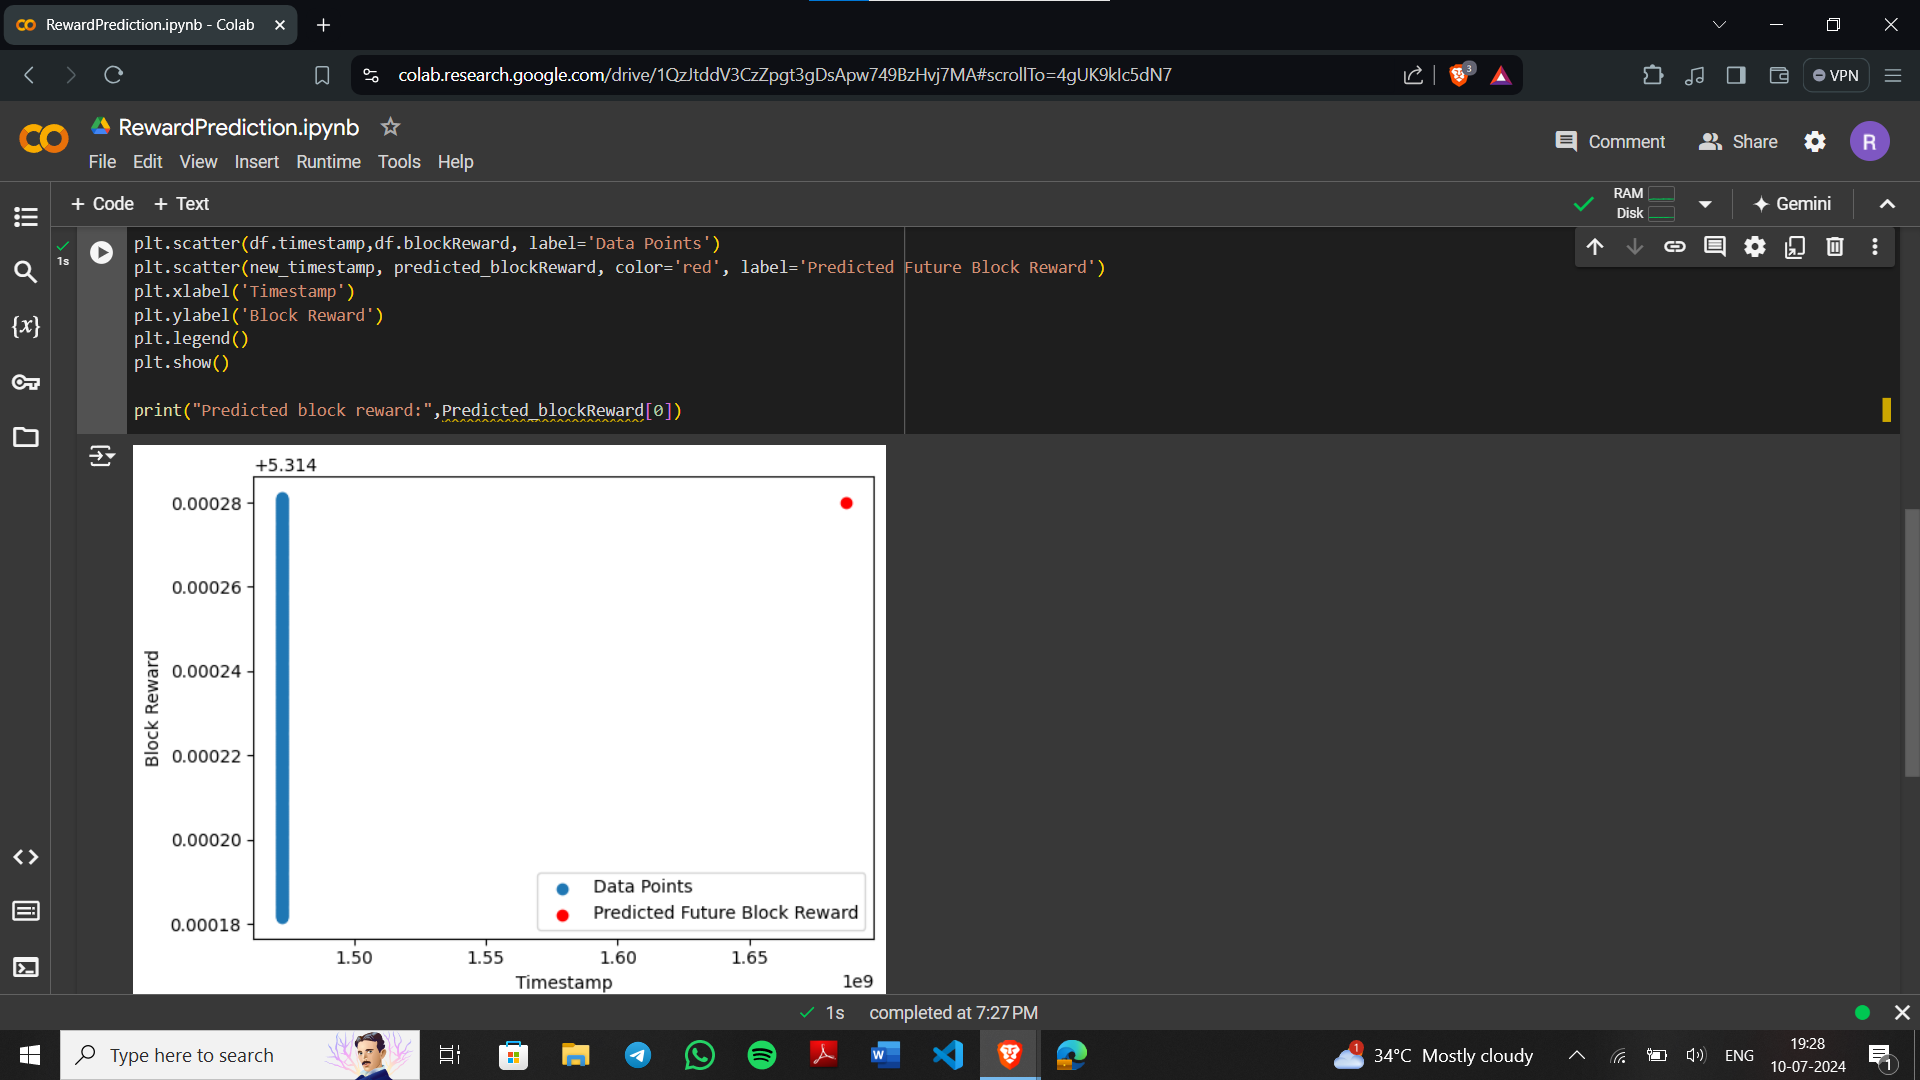 RewardPrediction.ipynb - Colab
colab.research.google.com/drive/1QzJtddV3CzZpgt3gDsApw749BzHvj7MA#scrollTo=4gUK9kIc5dN7
3
VPN
RewardPrediction.ipynb
File Edit View Insert Runtime Tools Help
Comment
Share
R
+ Code + Text
RAM
Disk
Gemini
1s
plt.scatter(df.timestamp,df.blockReward, label='Data Points')
plt.scatter(new_timestamp, predicted_blockReward, color='red', label='Predicted Future Block Reward')
plt.xlabel('Timestamp')
plt.ylabel('Block Reward')
plt.legend()
plt.show()
print("Predicted block reward:",Predicted_blockReward[0])
{x}
+5.314
0.00028
0.00026
0.00024
0.00022
0.00020
0.00018
Block Reward
Data Points
Predicted Future Block Reward
1.50 1.55 1.60 1.65
Timestamp
1e9
1s completed at 7:27 PM
Type here to search
1
34°C Mostly cloudy
ENG
19:28
10-07-2024
1